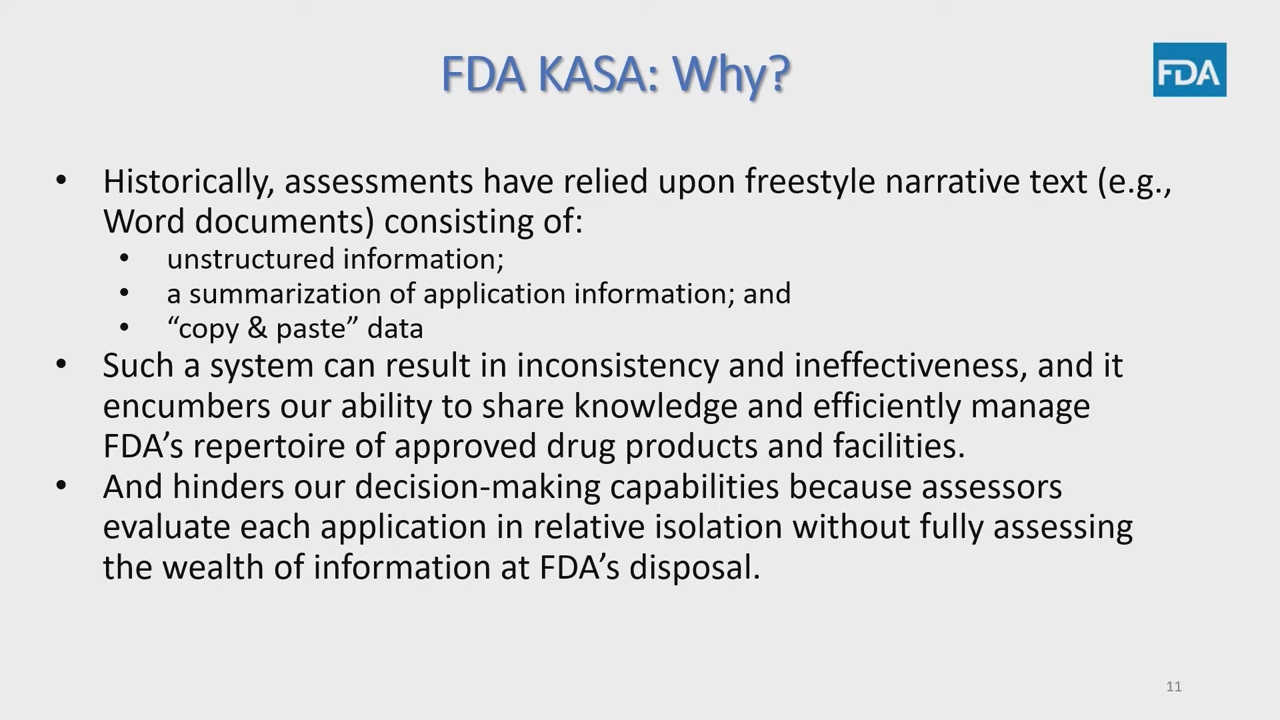 FDA KASA: Why?
FDA
• Historically, assessments have relied upon freestyle narrative text (e.g.,
Word documents) consisting of:
• unstructured information;
• a summarization of application information; and
• “copy & paste” data
• Such a system can result in inconsistency and ineffectiveness, and it
encumbers our ability to share knowledge and efficiently manage
FDA’s repertoire of approved drug products and facilities.
• And hinders our decision-making capabilities because assessors
evaluate each application in relative isolation without fully assessing
the wealth of information at FDA’s disposal.
11